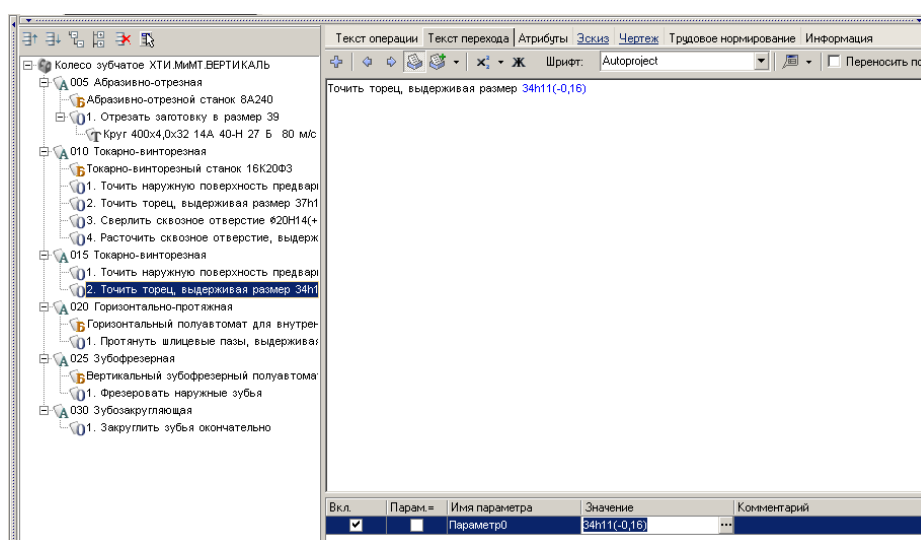 Текст операции Текст перехода Атрибуты Эскиз Чертеж Трудовое нормирование Информация
Шрифт: Autoproject Переносить по
Точить торец, выдерживая размер 34h11(-0,16)
Колесо зубчатое ХТИ.МиМТ.ВЕРТИКАЛЬ
А 005 Абразивно-отрезная
Б Абразивно-отрезной станок 8А240
О 1. Отрезать заготовку в размер 39
Т Круг 400х4,0х32 14А 40-Н 27 Б 80 м/с
А 010 Токарно-винторезная
Б Токарно-винторезный станок 16К20Ф3
О 1. Точить наружную поверхность предвари
О 2. Точить торец, выдерживая размер 37h1
О 3. Сверлить сквозное отверстие ⌀20Н14(+
О 4. Расточить сквозное отверстие, выдерж
А 015 Токарно-винторезная
О 1. Точить наружную поверхность предвари
О 2. Точить торец, выдерживая размер 34h1
А 020 Горизонтально-протяжная
Б Горизонтальный полуавтомат для внутрен
О 1. Протянуть шлицевые пазы, выдерживая
А 025 Зубофрезерная
Б Вертикальный зубофрезерный полуавтомат
О 1. Фрезеровать наружные зубья
А 030 Зубозакругляющая
О 1. Закруглить зубья окончательно
Вкл. Парам.= Имя параметра Значение Комментарий
Параметр0 34h11(-0,16) ...